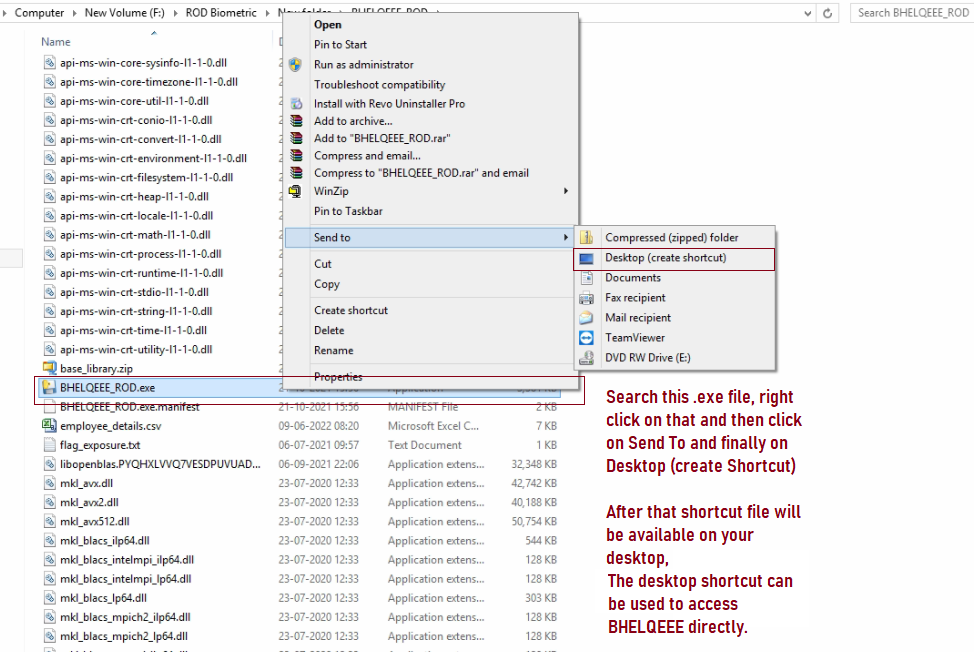 Computer New Volume (F:) ROD Biometric New folder BHELQEEE_ROD
Search BHELQEEE_ROD
Name
api-ms-win-core-sysinfo-l1-1-0.dll
api-ms-win-core-timezone-l1-1-0.dll
api-ms-win-core-util-l1-1-0.dll
api-ms-win-crt-conio-l1-1-0.dll
api-ms-win-crt-convert-l1-1-0.dll
api-ms-win-crt-environment-l1-1-0.dll
api-ms-win-crt-filesystem-l1-1-0.dll
api-ms-win-crt-heap-l1-1-0.dll
api-ms-win-crt-locale-l1-1-0.dll
api-ms-win-crt-math-l1-1-0.dll
api-ms-win-crt-process-l1-1-0.dll
api-ms-win-crt-runtime-l1-1-0.dll
api-ms-win-crt-stdio-l1-1-0.dll
api-ms-win-crt-string-l1-1-0.dll
api-ms-win-crt-time-l1-1-0.dll
api-ms-win-crt-utility-l1-1-0.dll
base_library.zip
BHELQEEE_ROD.exe
BHELQEEE_ROD.exe.manifest 21-10-2021 15:56 MANIFEST File 2 KB
employee_details.csv 09-06-2022 08:20 Microsoft Excel C... 7 KB
flag_exposure.txt 06-07-2021 09:57 Text Document 1 KB
libopenblas.PYQHXLVVQ7VESDPUVUAD... 06-09-2021 22:06 Application extens... 32,348 KB
mkl_avx.dll 23-07-2020 12:33 Application extens... 42,742 KB
mkl_avx2.dll 23-07-2020 12:33 Application extens... 40,188 KB
mkl_avx512.dll 23-07-2020 12:33 Application extens... 50,754 KB
mkl_blacs_ilp64.dll 23-07-2020 12:33 Application extens... 544 KB
mkl_blacs_intelmpi_ilp64.dll 23-07-2020 12:33 Application extens... 128 KB
mkl_blacs_intelmpi_lp64.dll 23-07-2020 12:33 Application extens... 128 KB
mkl_blacs_lp64.dll 23-07-2020 12:33 Application extens... 303 KB
mkl_blacs_mpich2_ilp64.dll 23-07-2020 12:33 Application extens... 128 KB
mkl_blacs_mpich2_lp64.dll 23-07-2020 12:33 Application extens... 128 KB
Open
Pin to Start
Run as administrator
Troubleshoot compatibility
Install with Revo Uninstaller Pro
Add to archive...
Add to "BHELQEEE_ROD.rar"
Compress and email...
Compress to "BHELQEEE_ROD.rar" and email
WinZip
Pin to Taskbar
Send to
Cut
Copy
Create shortcut
Delete
Rename
Properties
Compressed (zipped) folder
Desktop (create shortcut)
Documents
Fax recipient
Mail recipient
TeamViewer
DVD RW Drive (E:)
Search this .exe file, right
click on that and then click
on Send To and finally on
Desktop (create Shortcut)
After that shortcut file will
be available on your
desktop,
The desktop shortcut can
be used to access
BHELQEEE directly.